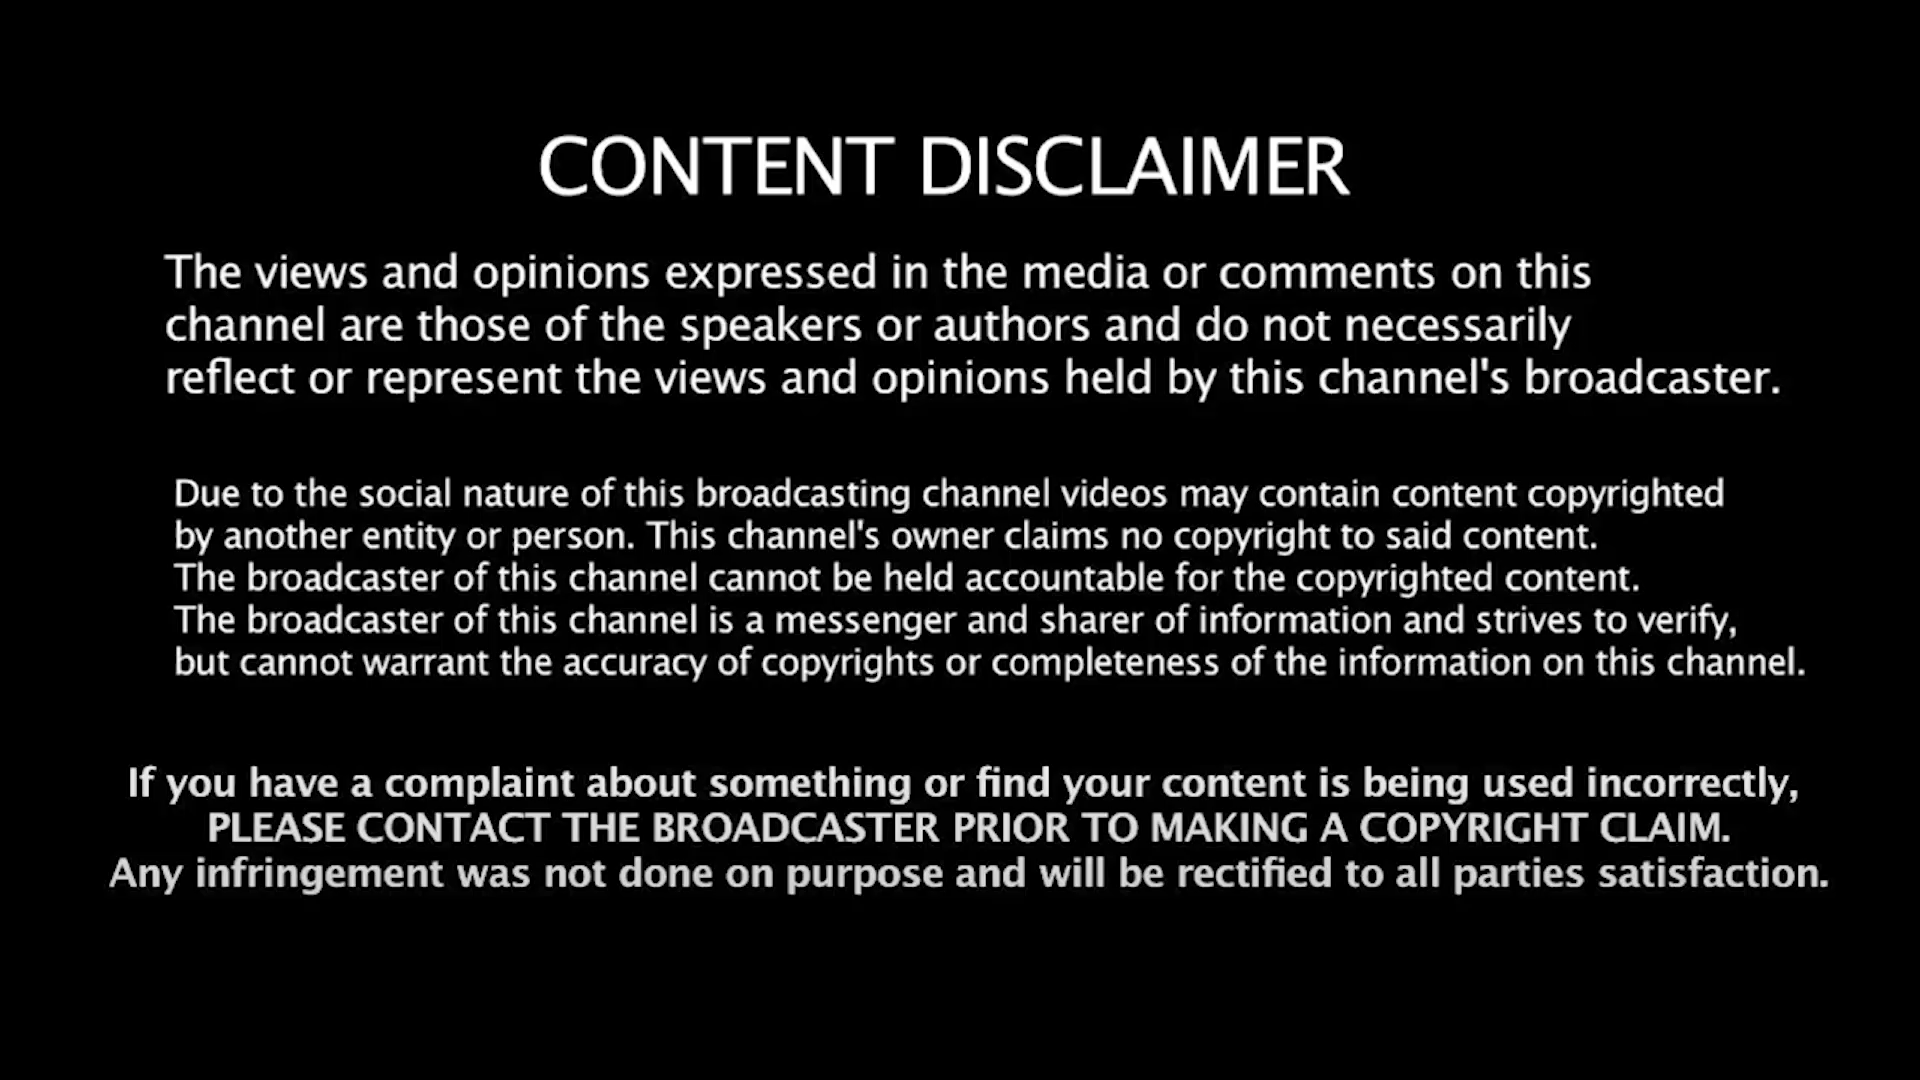 CONTENT DISCLAIMER
The views and opinions expressed in the media or comments on this
channel are those of the speakers or authors and do not necessarily
reflect or represent the views and opinions held by this channel's broadcaster.
Due to the social nature of this broadcasting channel videos may contain content copyrighted
by another entity or person. This channel's owner claims no copyright to said content.
The broadcaster of this channel cannot be held accountable for the copyrighted content.
The broadcaster of this channel is a messenger and sharer of information and strives to verify,
but cannot warrant the accuracy of copyrights or completeness of the information on this channel.
If you have a complaint about something or find your content is being used incorrectly,
PLEASE CONTACT THE BROADCASTER PRIOR TO MAKING A COPYRIGHT CLAIM.
Any infringement was not done on purpose and will be rectified to all parties satisfaction.